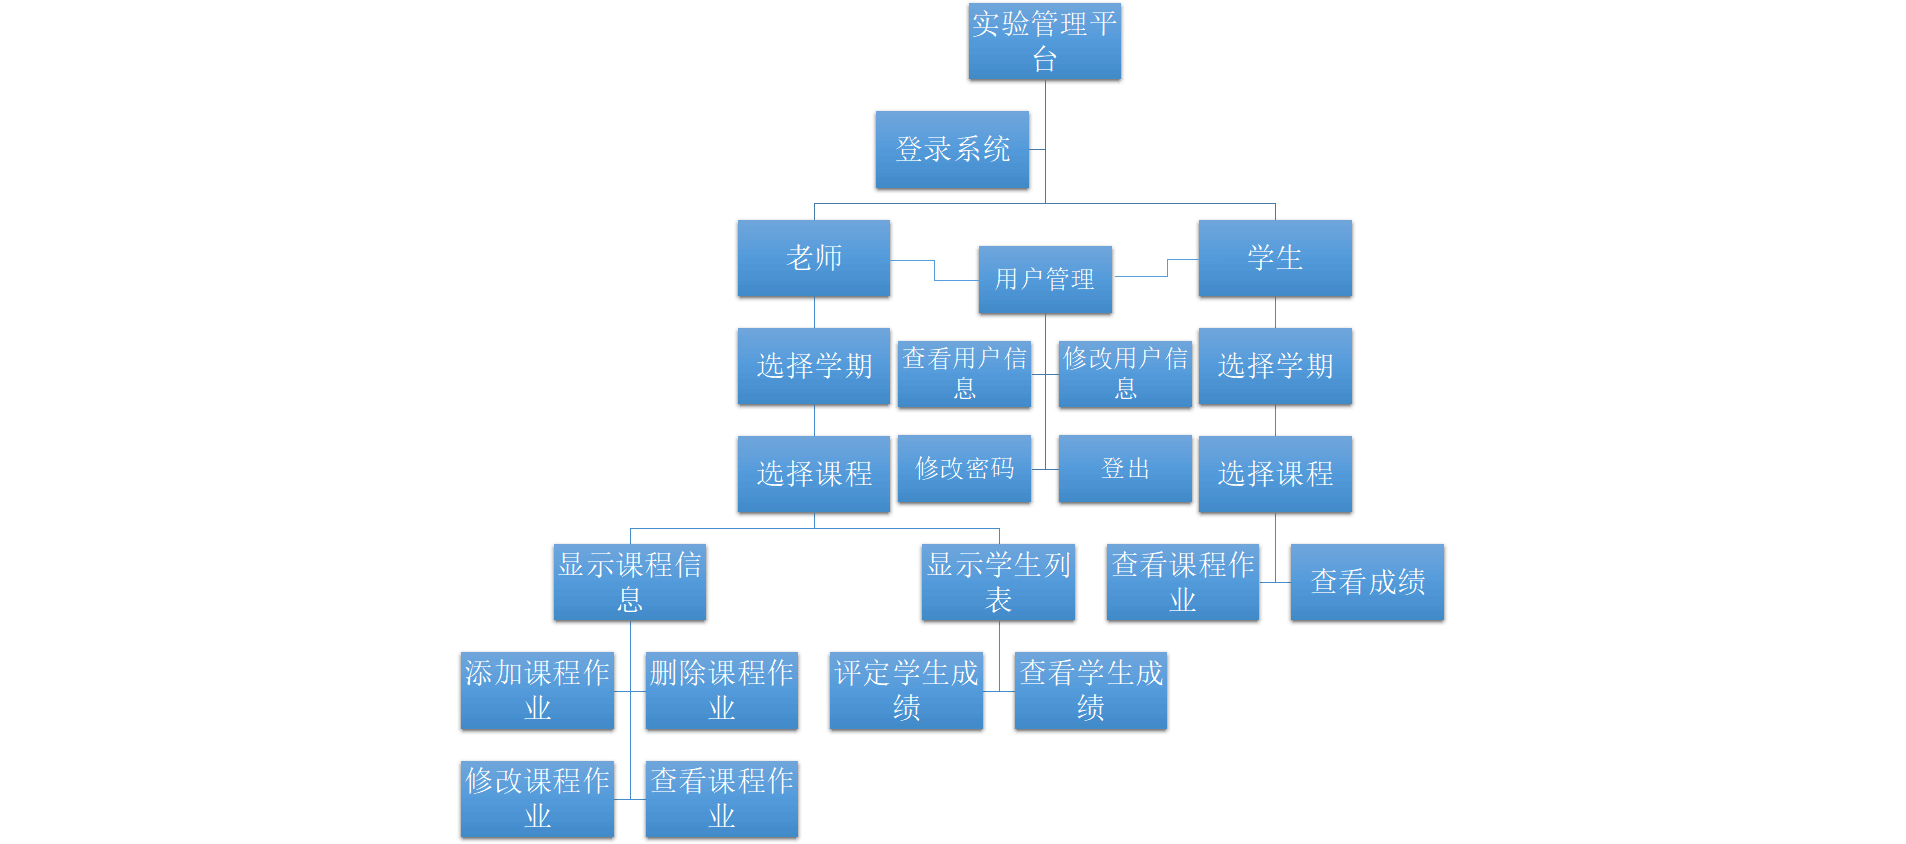 实验管理平
台
登录系统
老师
用户管理
学生
选择学期
查看用户信
息
修改用户信
息
选择学期
选择课程
修改密码
登出
选择课程
显示课程信
息
显示学生列
表
查看课程作
业
查看成绩
添加课程作
业
删除课程作
业
评定学生成
绩
查看学生成
绩
修改课程作
业
查看课程作
业